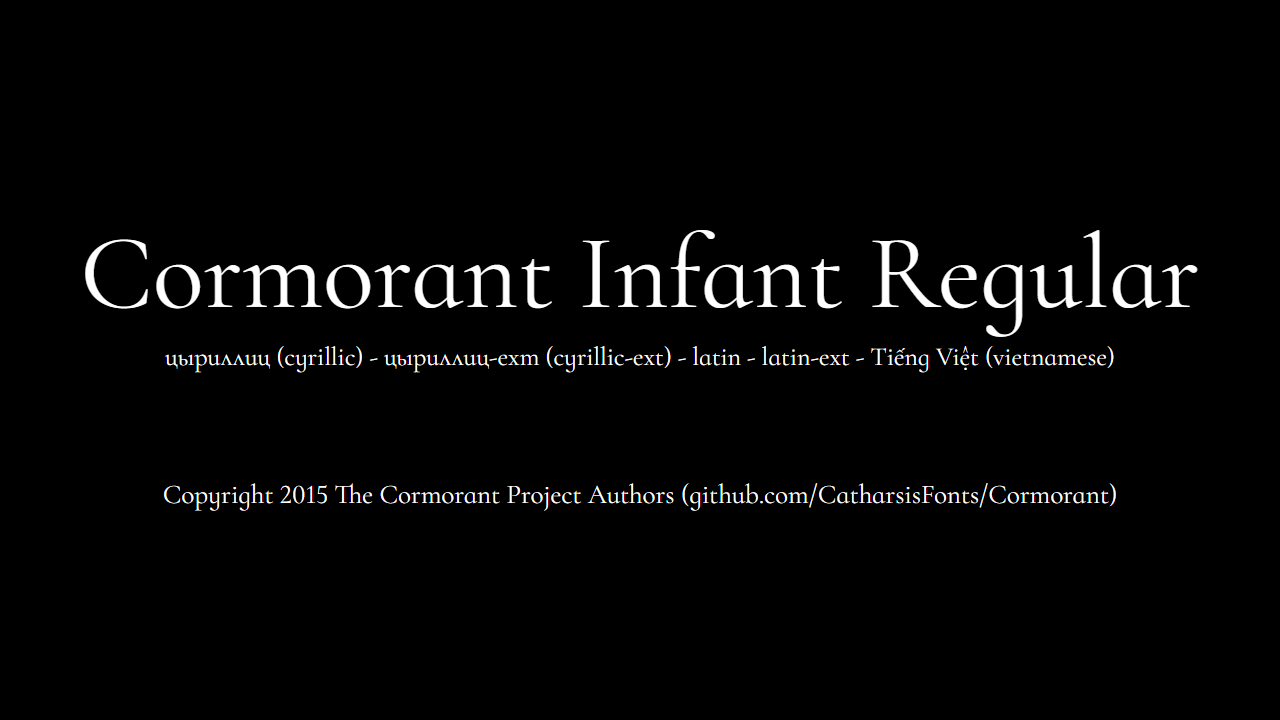 Cormorant Infant Regular
цыриллиц (cyrillic) - цыриллиц-ext (cyrillic-ext) - latin - latin-ext - Tiếng Việt (vietnamese)
Copyright 2015 The Cormorant Project Authors (github.com/CatharsisFonts/Cormorant)